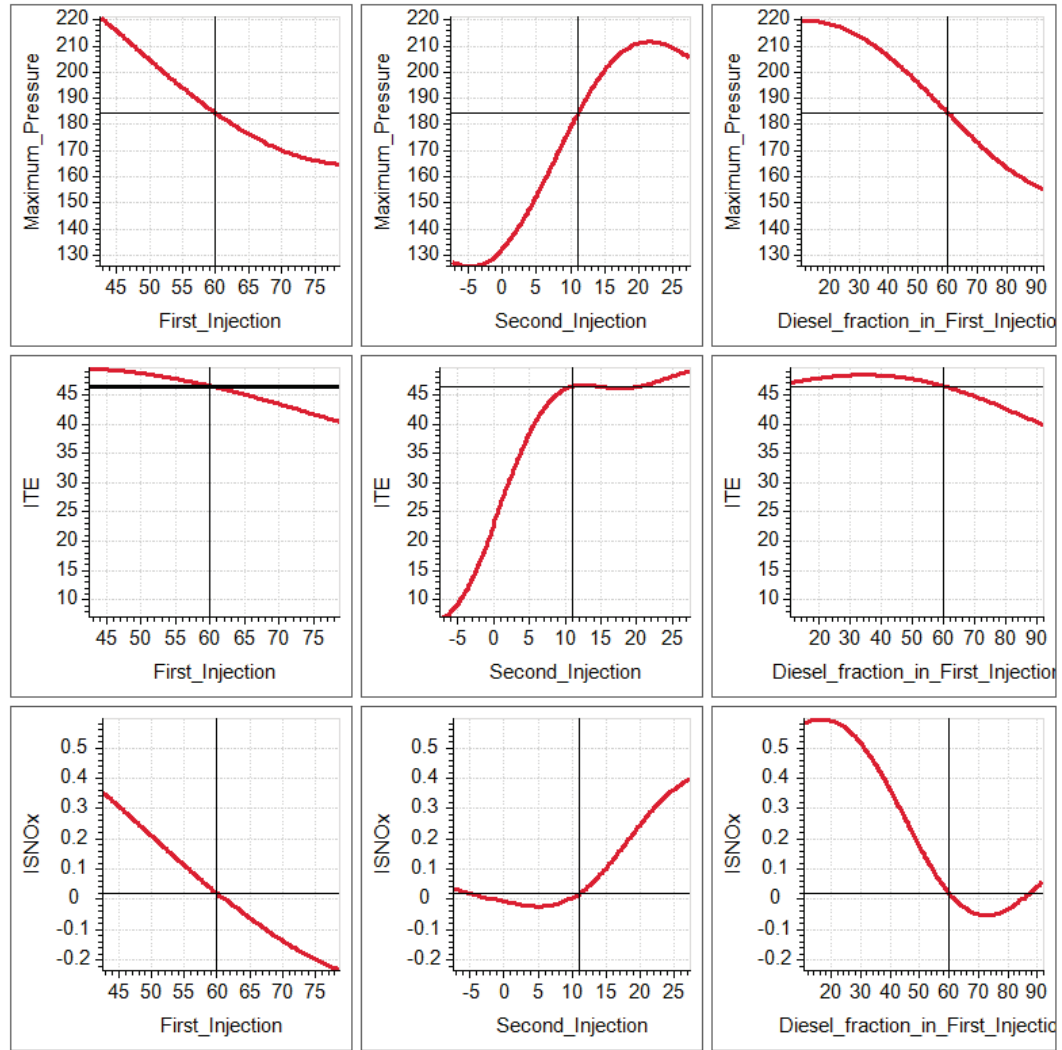 220
210
200
190
180
170
160
150
140
130
Maximum_Pressure
45 50 55 60 65 70 75
First_Injection
220
210
200
190
180
170
160
150
140
130
Maximum_Pressure
-5 0 5 10 15 20 25
Second_Injection
220
210
200
190
180
170
160
150
140
130
Maximum_Pressure
20 30 40 50 60 70 80 90
Diesel_fraction_in_First_Injectio
45
40
35
30
25
20
15
10
ITE
45 50 55 60 65 70 75
First_Injection
45
40
35
30
25
20
15
10
ITE
-5 0 5 10 15 20 25
Second_Injection
45
40
35
30
25
20
15
10
ITE
20 30 40 50 60 70 80 90
Diesel_fraction_in_First_Injection
0.5
0.4
0.3
0.2
0.1
0
-0.1
-0.2
ISNOx
45 50 55 60 65 70 75
First_Injection
0.5
0.4
0.3
0.2
0.1
0
-0.1
-0.2
ISNOx
-5 0 5 10 15 20 25
Second_Injection
0.5
0.4
0.3
0.2
0.1
0
-0.1
-0.2
ISNOx
20 30 40 50 60 70 80 90
Diesel_fraction_in_First_Injectio